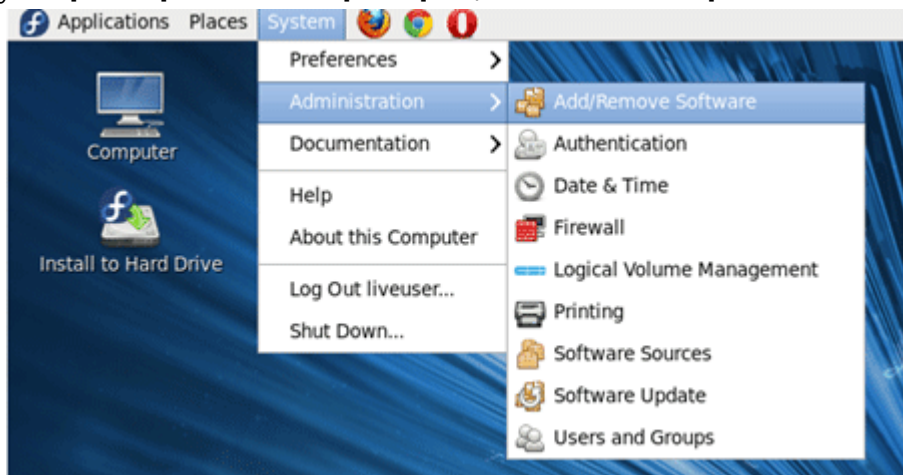 Applications Places System
Preferences
Administration
Documentation
Help
About this Computer
Log Out liveuser...
Shut Down...
Add/Remove Software
Authentication
Date & Time
Firewall
Logical Volume Management
Printing
Software Sources
Software Update
Users and Groups
Computer
Install to Hard Drive